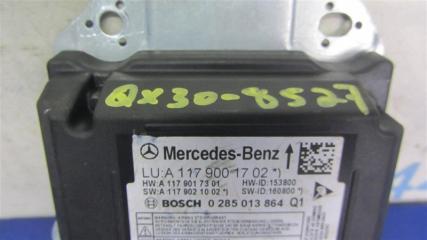 QX30-8527
Mercedes-Benz
LU:A 117 900 17 02 *)
HW:A 117 901 73 01 HW-ID:153800
SW:A 117 902 10 02 *) SW-ID:160800 *)
BOSCH 0 285 013 864 Q1